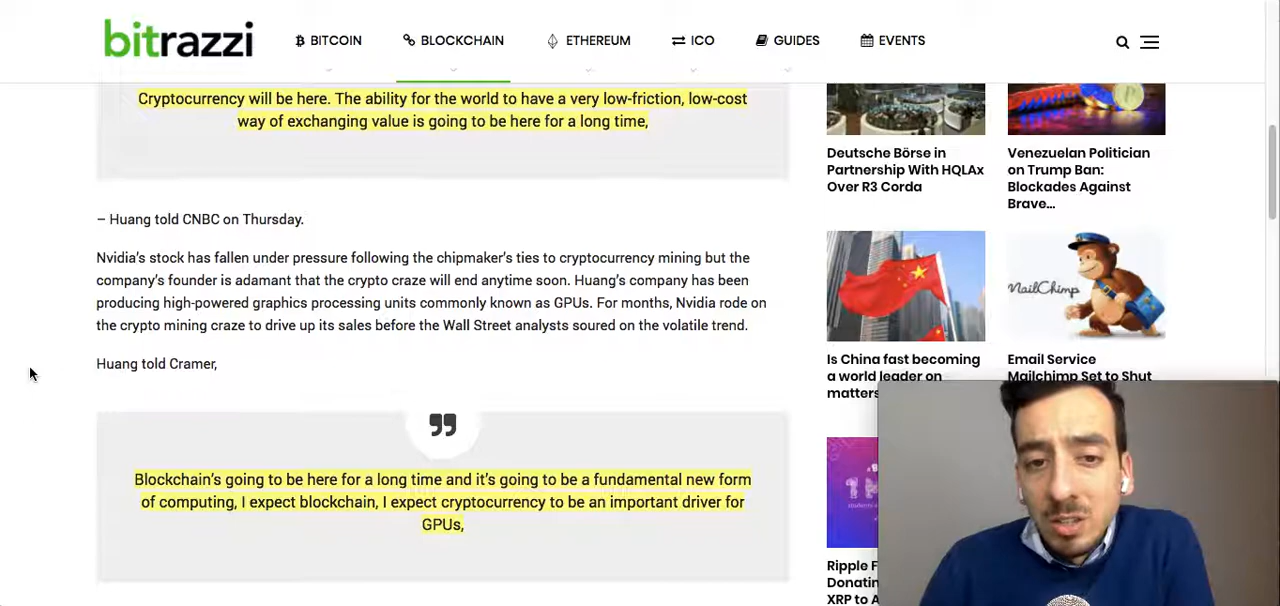 bitrazzi
BITCOIN
BLOCKCHAIN
ETHEREUM
ICO
GUIDES
EVENTS
Cryptocurrency will be here. The ability for the world to have a very low-friction, low-cost
way of exchanging value is going to be here for a long time,
– Huang told CNBC on Thursday.
Nvidia's stock has fallen under pressure following the chipmaker's ties to cryptocurrency mining but the
company's founder is adamant that the crypto craze will end anytime soon. Huang's company has been
producing high-powered graphics processing units commonly known as GPUs. For months, Nvidia rode on
the crypto mining craze to drive up its sales before the Wall Street analysts soured on the volatile trend.
Huang told Cramer,
Blockchain's going to be here for a long time and it's going to be a fundamental new form
of computing, I expect blockchain, I expect cryptocurrency to be an important driver for
GPUs,
Deutsche Börse in
Partnership With HQLAx
Over R3 Corda
Venezuelan Politician
on Trump Ban:
Blockades Against
Brave...
Is China fast becoming
a world leader on
matters
MailChimp
Email Service
Mailchimp Set to Shut
Ripple F
Donatin
XRP to A